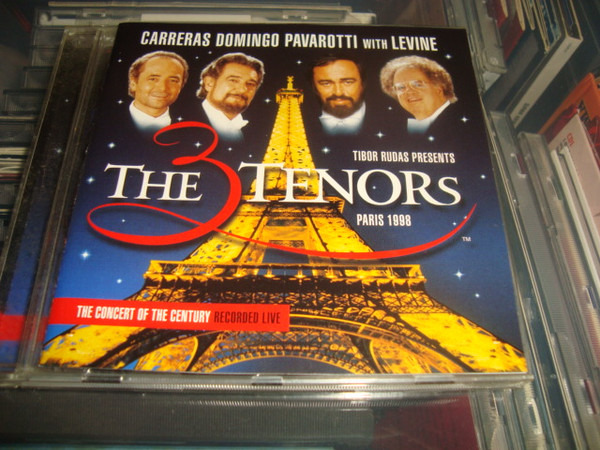 CARRERAS DOMINGO PAVAROTTI WITH LEVINE
TIBOR RUDAS PRESENTS
THE 3 TENORS
TM
PARIS 1998
THE CONCERT OF THE CENTURY RECORDED LIVE